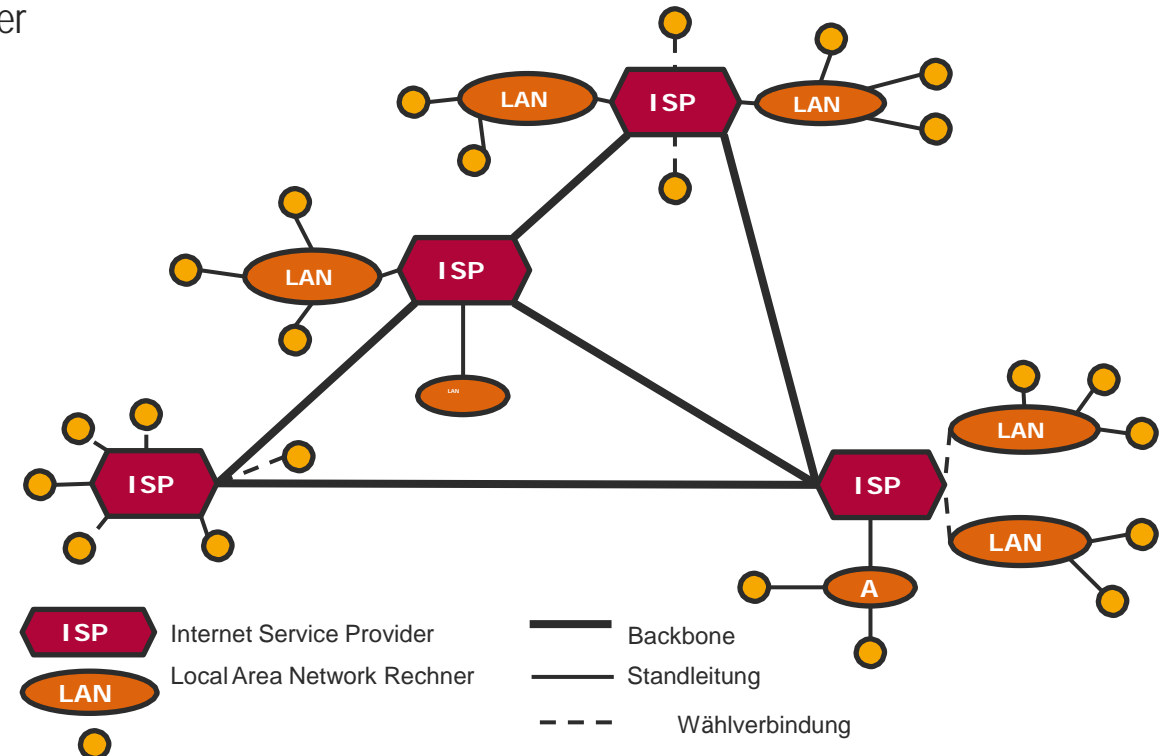 er
LAN
ISP
LAN
LAN
ISP
LAN
ISP
LAN
ISP
LAN
A
ISP Internet Service Provider
Backbone
LAN Local Area Network Rechner
Standleitung
Wählverbindung